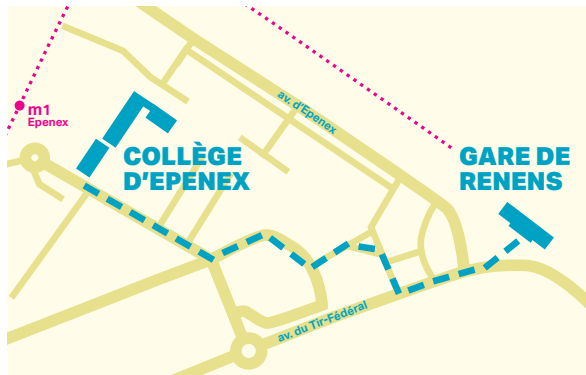 m1
Epenex
COLLÈGE
D'EPENEX
av. d'Epenex
GARE DE
RENENS
av. du Tir-Fédéral